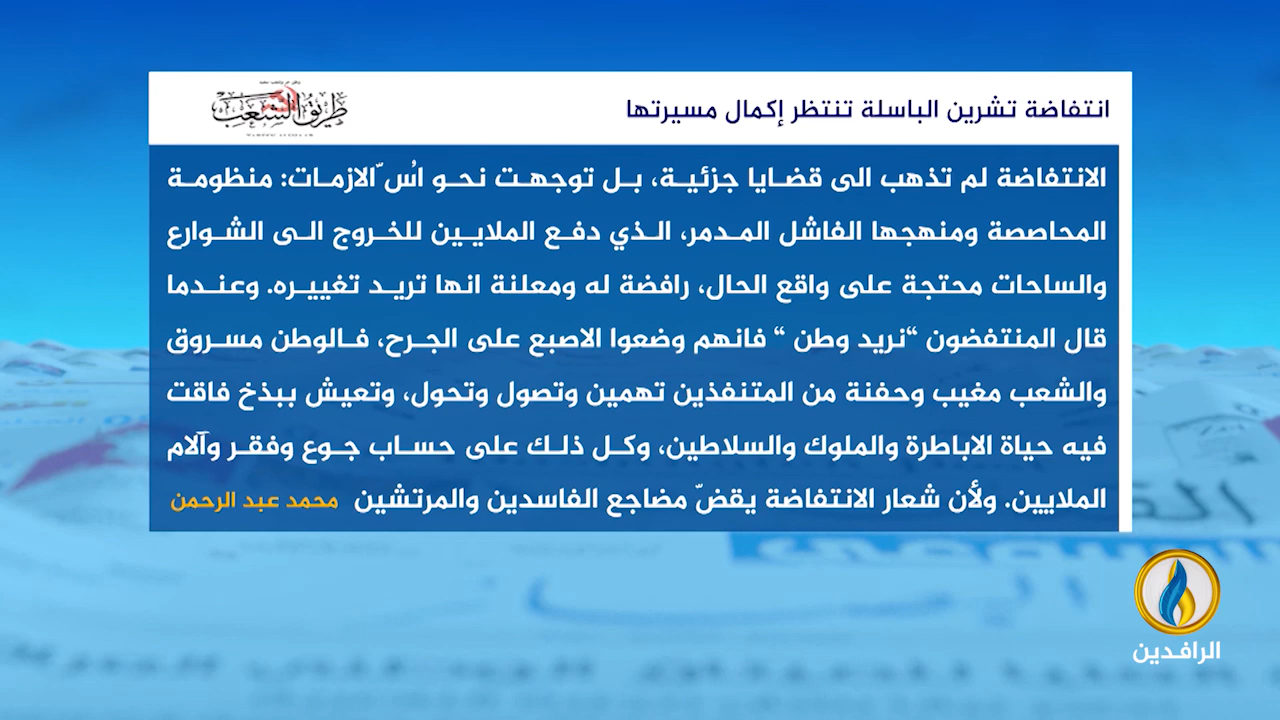 انتفاضة تشرين الباسلة تنتظر إكمال مسيرتها
طريق الشعب
الانتفاضة لم تذهب الى قضايا جزئية، بل توجهت نحو اُسّ الازمات: منظومة
المحاصصة ومنهجها الفاشل المدمر، الذي دفع الملايين للخروج الى الشوارع
والساحات محتجة على واقع الحال، رافضة له ومعلنة انها تريد تغييره. وعندما
قال المنتفضون “نريد وطن “ فانهم وضعوا الاصبع على الجرح، فالوطن مسروق
والشعب مغيب وحفنة من المتنفذين تهمين وتصول وتحول، وتعيش ببذخ فاقت
فيه حياة الاباطرة والملوك والسلاطين، وكل ذلك على حساب جوع وفقر وآلام
الملايين. ولأن شعار الانتفاضة يقضّ مضاجع الفاسدين والمرتشين محمد عبد الرحمن
الرافدين